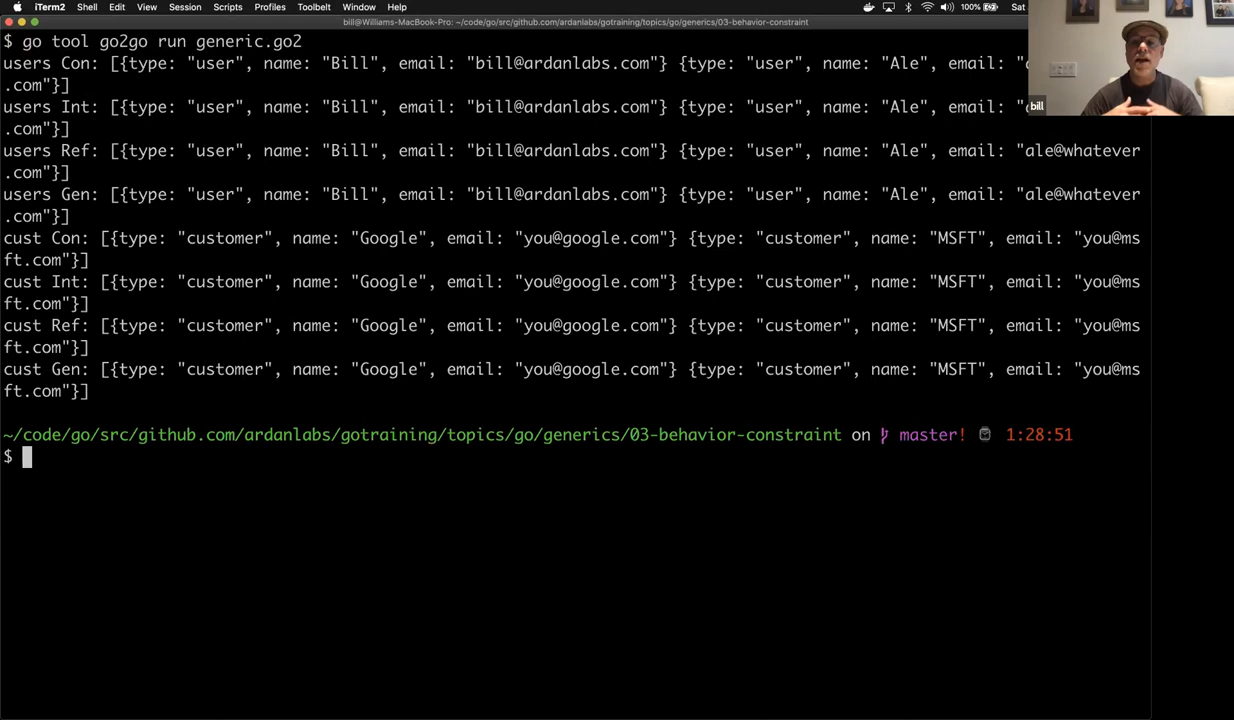 iTerm2 Shell Edit View Session Scripts Profiles Toolbelt Window Help 100% Sat
bill@Williams-MacBook-Pro: ~/code/go/src/github.com/ardanlabs/gotraining/topics/go/generics/03-behavior-constraint
$ go tool go2go run generic.go2
users Con: [{type: "user", name: "Bill", email: "bill@ardanlabs.com"} {type: "user", name: "Ale", email: "
.com"}]
users Int: [{type: "user", name: "Bill", email: "bill@ardanlabs.com"} {type: "user", name: "Ale", email: "
.com"}]
users Ref: [{type: "user", name: "Bill", email: "bill@ardanlabs.com"} {type: "user", name: "Ale", email: "ale@whatever
.com"}]
users Gen: [{type: "user", name: "Bill", email: "bill@ardanlabs.com"} {type: "user", name: "Ale", email: "ale@whatever
.com"}]
cust Con: [{type: "customer", name: "Google", email: "you@google.com"} {type: "customer", name: "MSFT", email: "you@ms
ft.com"}]
cust Int: [{type: "customer", name: "Google", email: "you@google.com"} {type: "customer", name: "MSFT", email: "you@ms
ft.com"}]
cust Ref: [{type: "customer", name: "Google", email: "you@google.com"} {type: "customer", name: "MSFT", email: "you@ms
ft.com"}]
cust Gen: [{type: "customer", name: "Google", email: "you@google.com"} {type: "customer", name: "MSFT", email: "you@ms
ft.com"}]
~/code/go/src/github.com/ardanlabs/gotraining/topics/go/generics/03-behavior-constraint on master! 1:28:51
$
bill